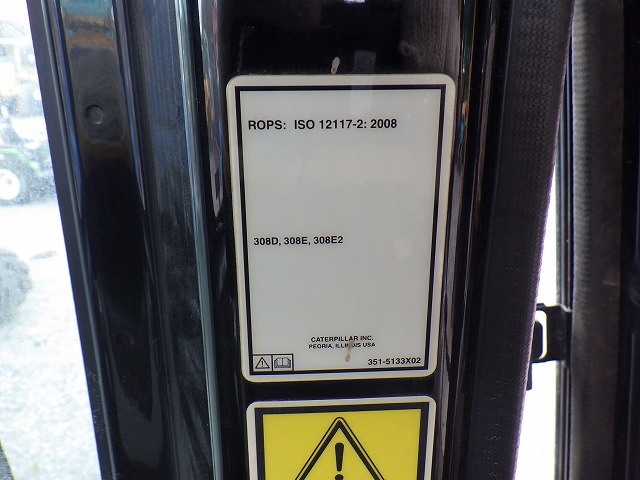 ROPS: ISO 12117-2: 2008
308D, 308E, 308E2
CATERPILLAR INC.
PEORIA, ILLINOIS USA
351-5133X02